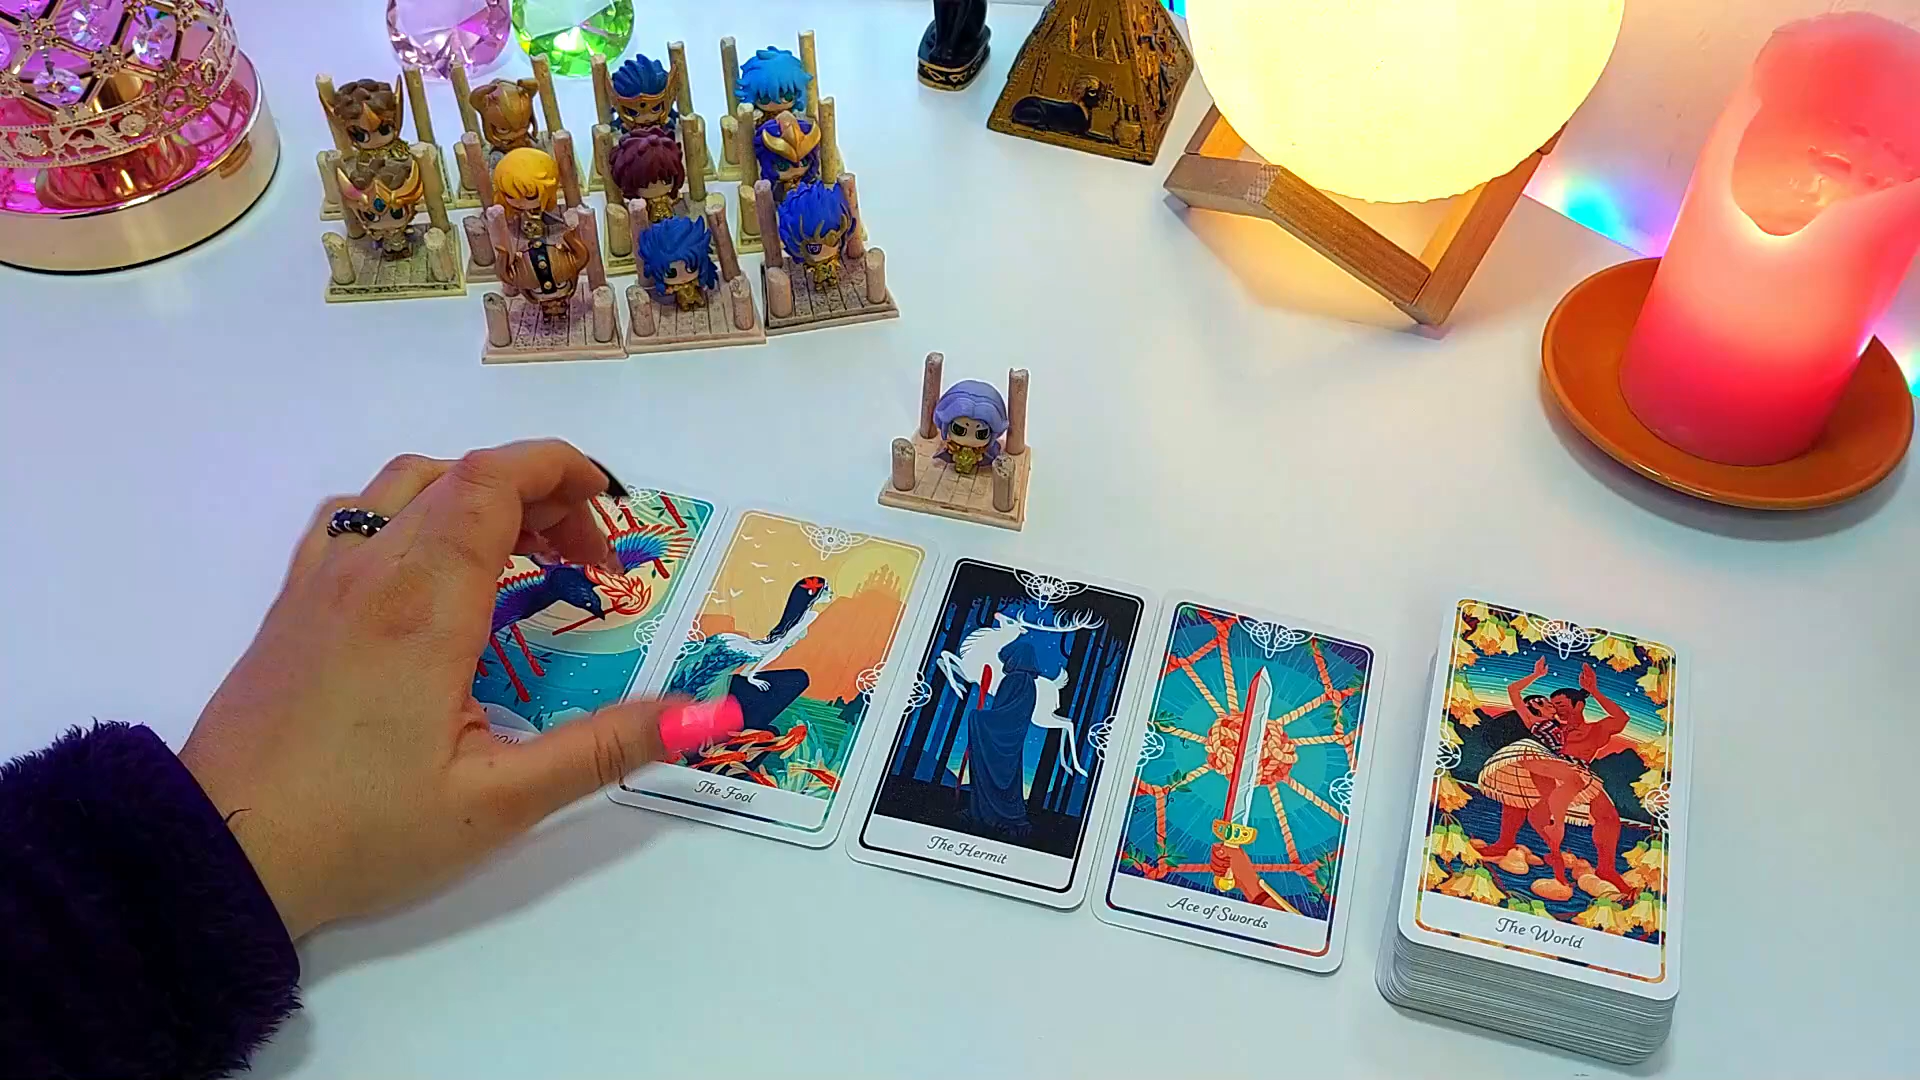 The Fool
The Hermit
Ace of Swords
The World